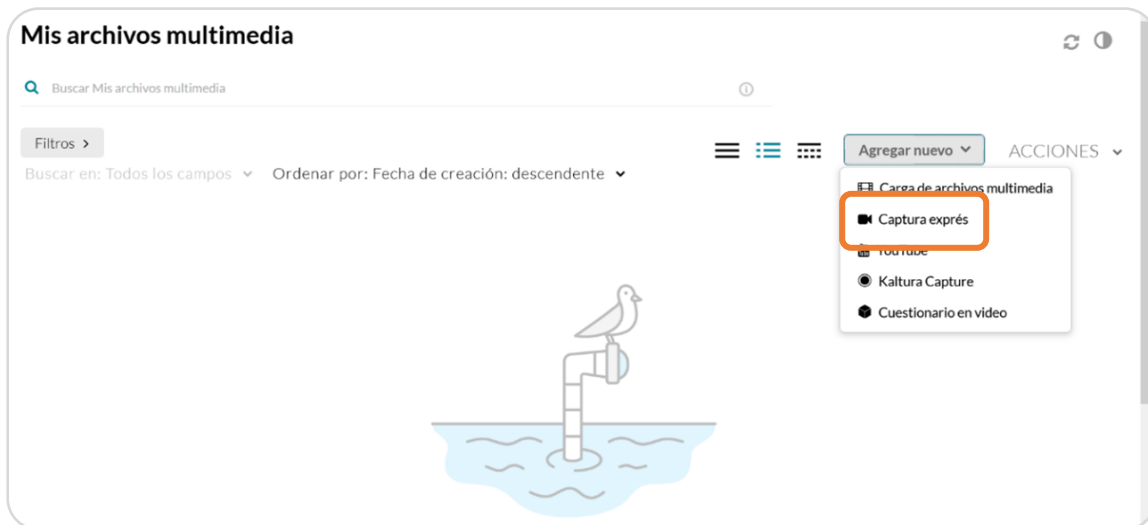 Mis archivos multimedia
Buscar Mis archivos multimedia
Filtros >
Agregar nuevo
ACCIONES
Buscar en: Todos los campos
Ordenar por: Fecha de creación: descendente
Carga de archivos multimedia
Captura exprés
YouTube
Kaltura Capture
Cuestionario en video